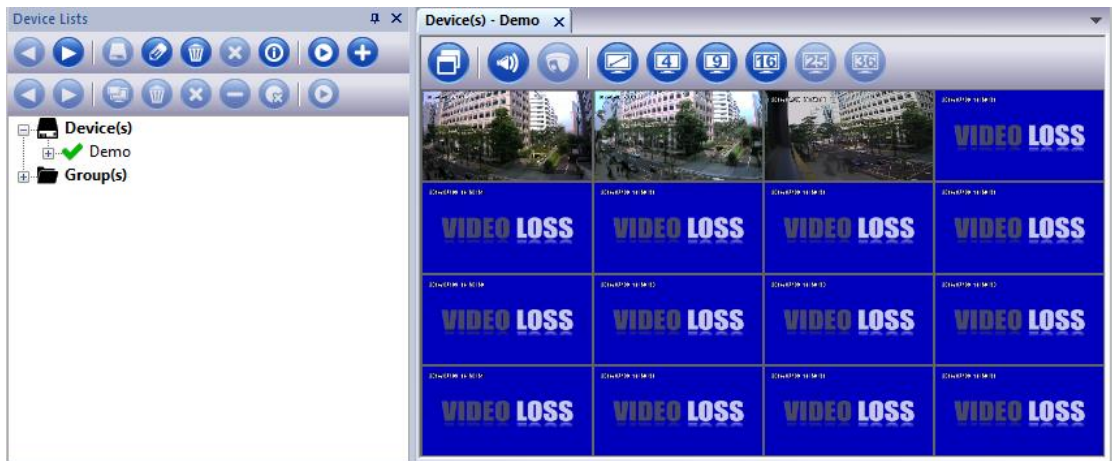 Device Lists
Device(s) - Demo
4 9 16 25 36
Device(s)
Demo
Group(s)
VIDEO LOSS
VIDEO LOSS VIDEO LOSS VIDEO LOSS VIDEO LOSS
VIDEO LOSS VIDEO LOSS VIDEO LOSS VIDEO LOSS
VIDEO LOSS VIDEO LOSS VIDEO LOSS VIDEO LOSS